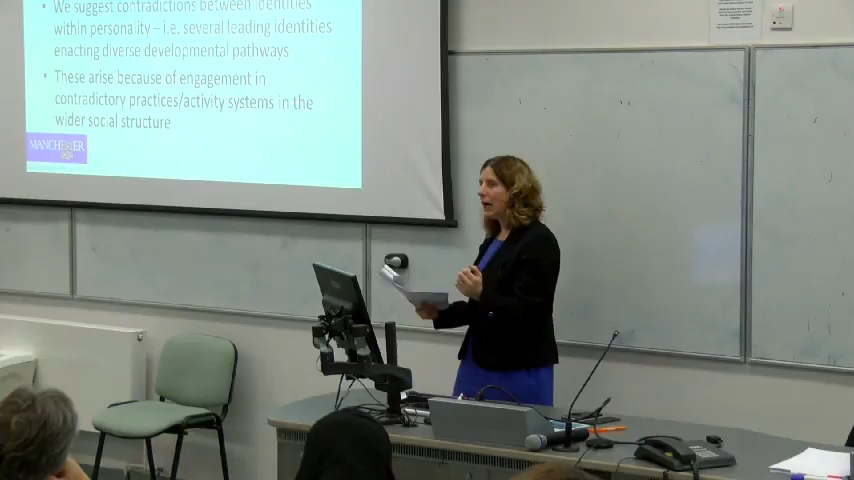 • We suggest contradictions between identities
within personality – i.e. several leading identities
enacting diverse developmental pathways
• These arise because of engagement in
contradictory practices/activity systems in the
wider social structure
MANCHESTER
1824